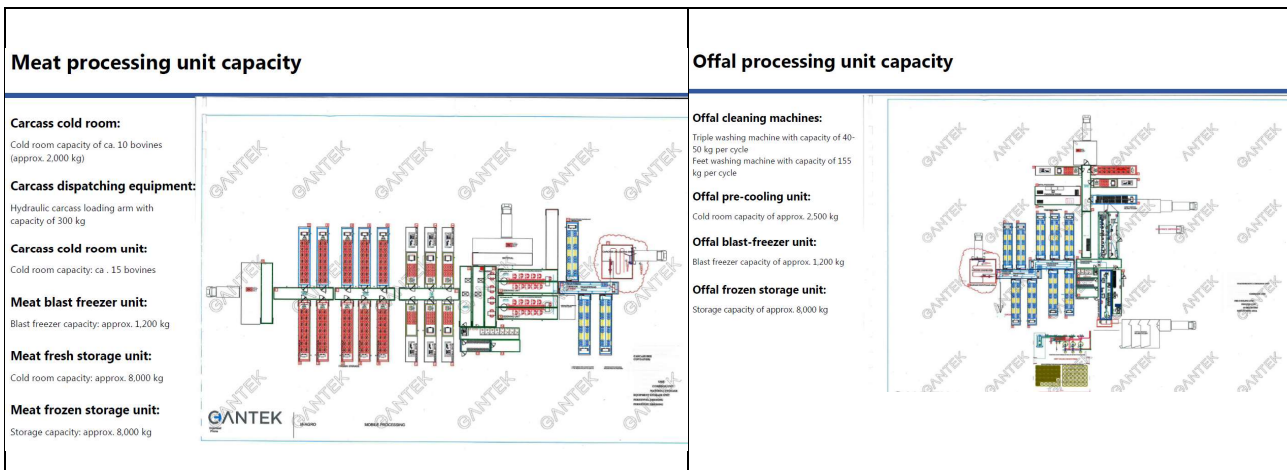 Meat processing unit capacity
Carcass cold room:
Cold room capacity of ca. 10 bovines
(approx. 2,000 kg)
Carcass dispatching equipment:
Hydraulic carcass loading arm with
capacity of 300 kg
Carcass cold room unit:
Cold room capacity: ca . 15 bovines
Meat blast freezer unit:
Blast freezer capacity: approx. 1,200 kg
Meat fresh storage unit:
Cold room capacity: approx. 8,000 kg
Meat frozen storage unit:
Storage capacity: approx. 8,000 kg
GANTEK
MOBILE PROCESSING
Offal processing unit capacity
Offal cleaning machines:
Triple washing machine with capacity of 40-
50 kg per cycle
Feet washing machine with capacity of 155
kg per cycle
Offal pre-cooling unit:
Cold room capacity of approx. 2,500 kg
Offal blast-freezer unit:
Blast freezer capacity of approx. 1,200 kg
Offal frozen storage unit:
Storage capacity of approx. 8,000 kg